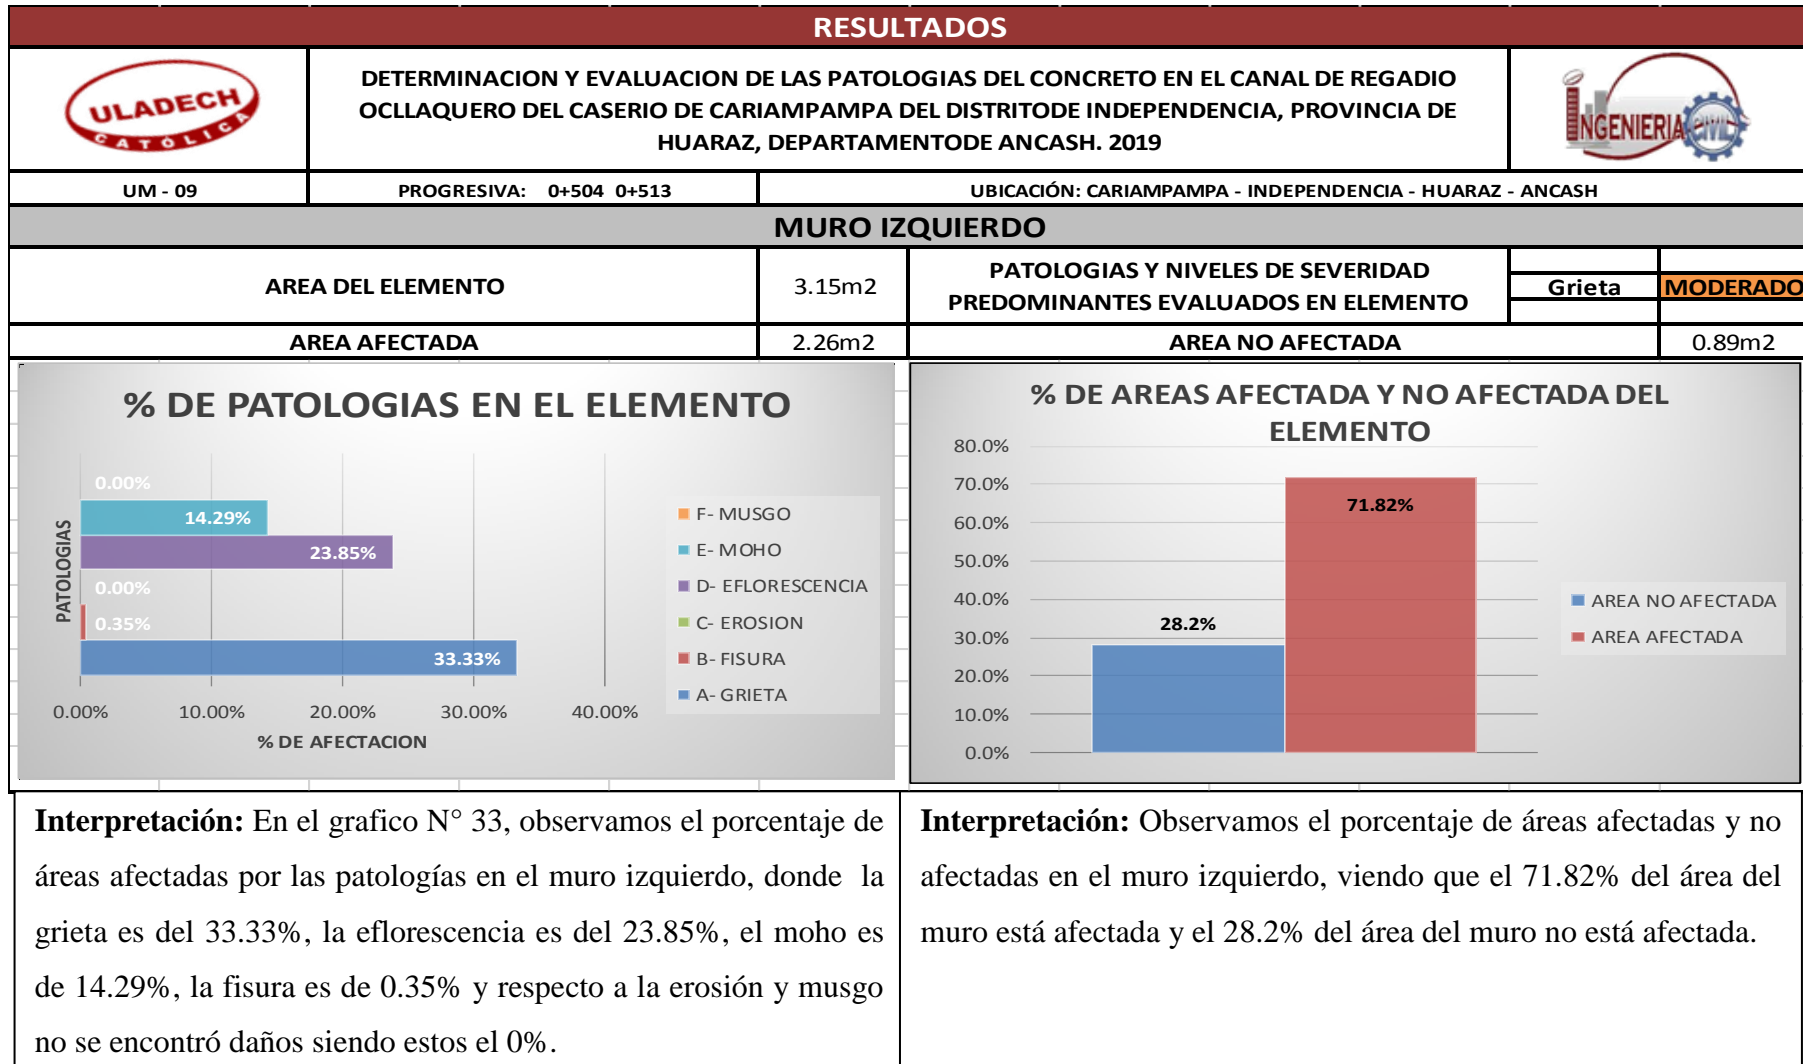 RESULTADOS
ULADECH
CATÓLICA
DETERMINACION Y EVALUACION DE LAS PATOLOGIAS DEL CONCRETO EN EL CANAL DE REGADIO
OCLLAQUERO DEL CASERIO DE CARIAMPAMPA DEL DISTRITODE INDEPENDENCIA, PROVINCIA DE
HUARAZ, DEPARTAMENTODE ANCASH. 2019
INGENIERIA CIVIL
UM - 09
PROGRESIVA: 0+504 0+513
UBICACIÓN: CARIAMPAMPA - INDEPENDENCIA - HUARAZ - ANCASH
MURO IZQUIERDO
AREA DEL ELEMENTO
3.15m2
PATOLOGIAS Y NIVELES DE SEVERIDAD
PREDOMINANTES EVALUADOS EN ELEMENTO
Grieta
MODERADO
AREA AFECTADA
2.26m2
AREA NO AFECTADA
0.89m2
% DE PATOLOGIAS EN EL ELEMENTO
PATOLOGIAS
0.00%
14.29%
23.85%
0.00%
0.35%
33.33%
0.00% 10.00% 20.00% 30.00% 40.00%
% DE AFECTACION
F- MUSGO
E- MOHO
D- EFLORESCENCIA
C- EROSION
B- FISURA
A- GRIETA
% DE AREAS AFECTADA Y NO AFECTADA DEL
ELEMENTO
80.0%
70.0%
60.0%
50.0%
40.0%
30.0%
20.0%
10.0%
0.0%
28.2%
71.82%
AREA NO AFECTADA
AREA AFECTADA
Interpretación: En el grafico N° 33, observamos el porcentaje de
áreas afectadas por las patologías en el muro izquierdo, donde la
grieta es del 33.33%, la eflorescencia es del 23.85%, el moho es
de 14.29%, la fisura es de 0.35% y respecto a la erosión y musgo
no se encontró daños siendo estos el 0%.
Interpretación: Observamos el porcentaje de áreas afectadas y no
afectadas en el muro izquierdo, viendo que el 71.82% del área del
muro está afectada y el 28.2% del área del muro no está afectada.